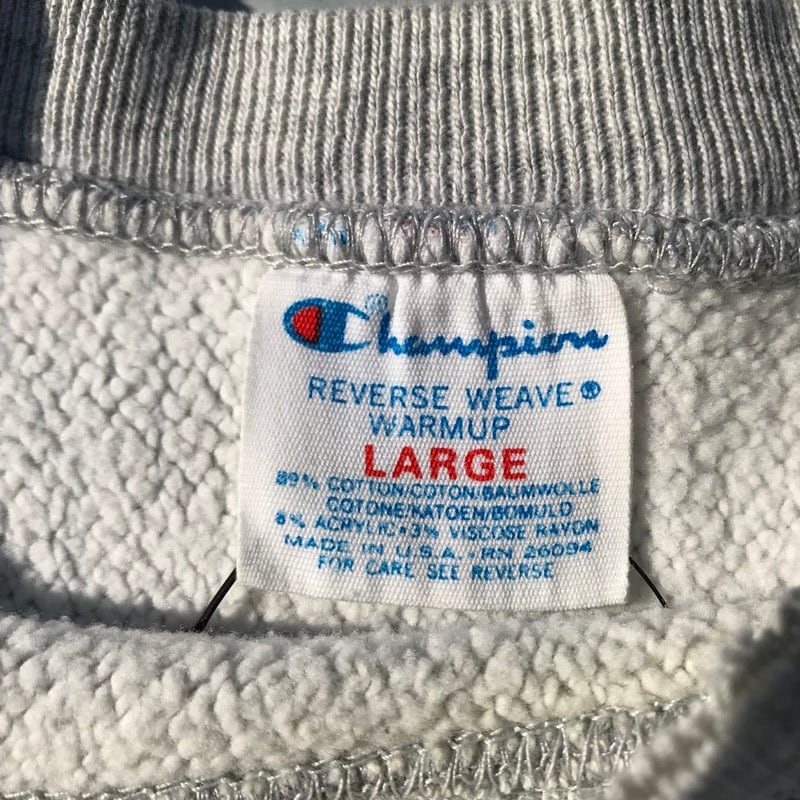 Champion®
REVERSE WEAVE®
WARMUP
LARGE
89% COTTON/COTON/BAUMWOLLE
COTONE/KATOEN/BOMULD
8% ACRYLIC•3% VISCOSE RAYON
MADE IN U.S.A.•RN 26094
FOR CARE SEE REVERSE